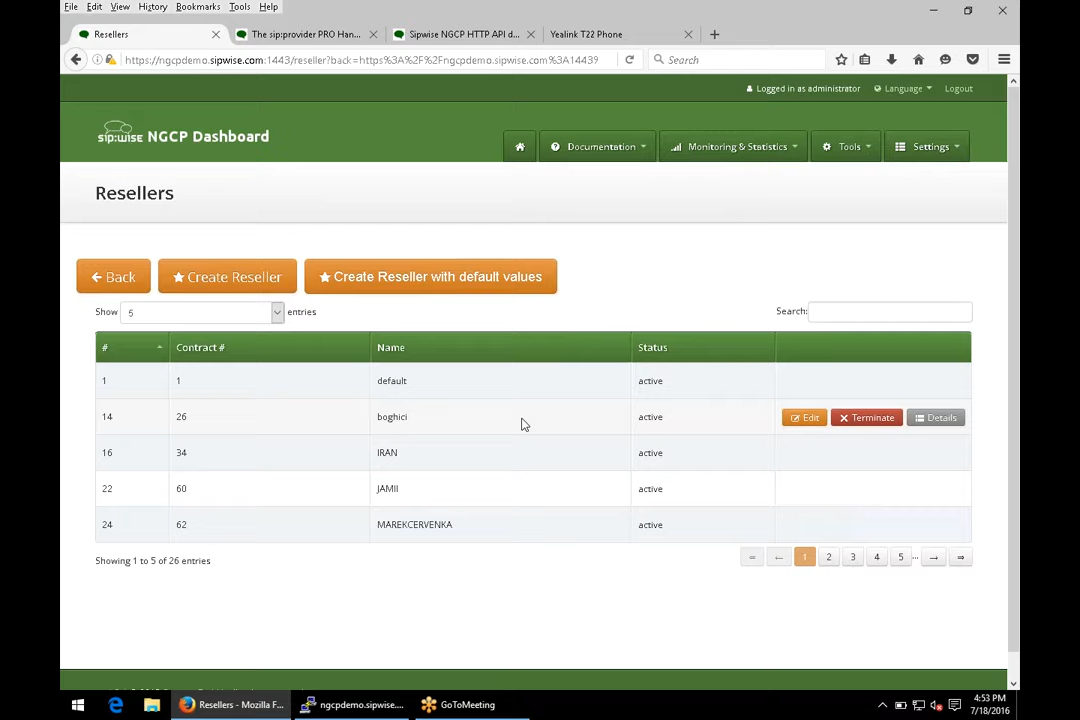 File Edit View History Bookmarks Tools Help
Resellers
The sip:provider PRO Han...
Sipwise NGCP HTTP API d...
Yealink T22 Phone
https://ngcpdemo.sipwise.com:1443/reseller?back=https%3A%2F%2Fngcpdemo.sipwise.com%3A14439
Search
Logged in as administrator Language Logout
sip:wise NGCP Dashboard
Documentation Monitoring & Statistics Tools Settings
Resellers
Back Create Reseller Create Reseller with default values
Show 5 entries Search:
# Contract # Name Status
1 1 default active
14 26 boghici active Edit Terminate Details
16 34 IRAN active
22 60 JAMII active
24 62 MAREKCERVENKA active
Showing 1 to 5 of 26 entries 1 2 3 4 5 ...
Resellers - Mozilla F... ngcpdemo.sipwise.... GoToMeeting
4:53 PM
7/18/2016